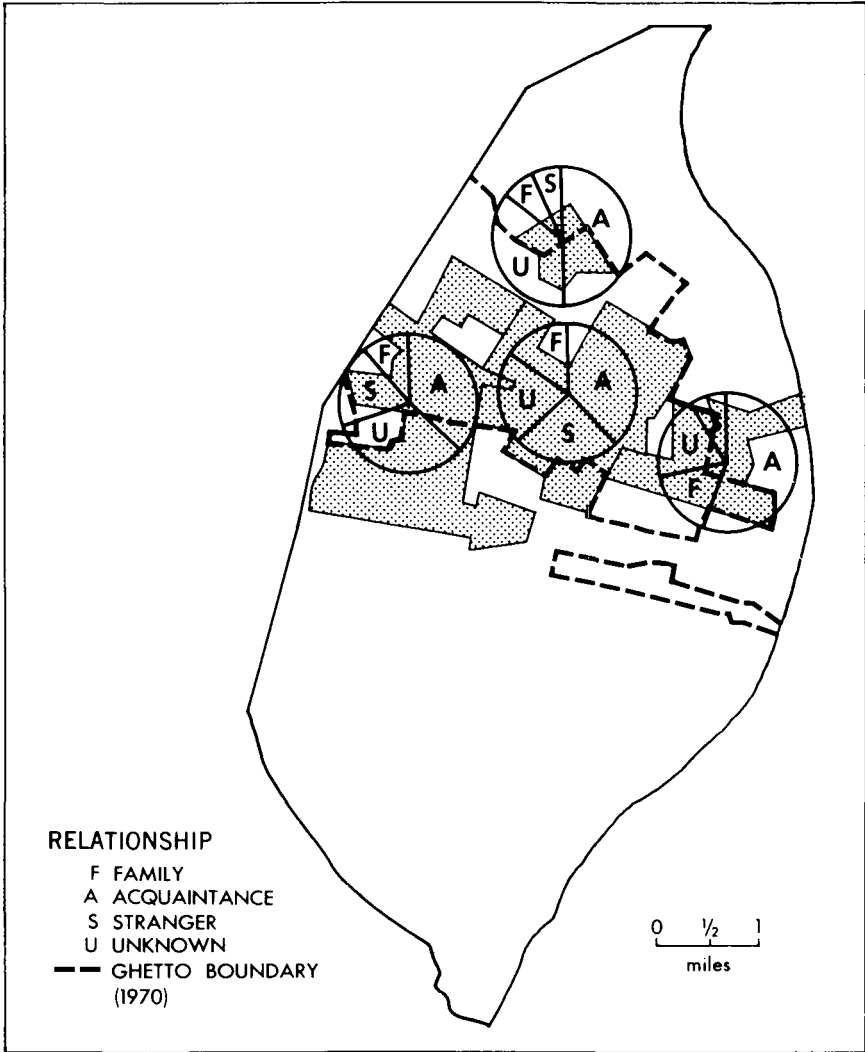 F S
A
U
F
A
S
U
F
A
U
S
S
U
A
F
RELATIONSHIP
F FAMILY
A ACQUAINTANCE
S STRANGER
U UNKNOWN
GHETTO BOUNDARY
(1970)
0 ½ 1
miles